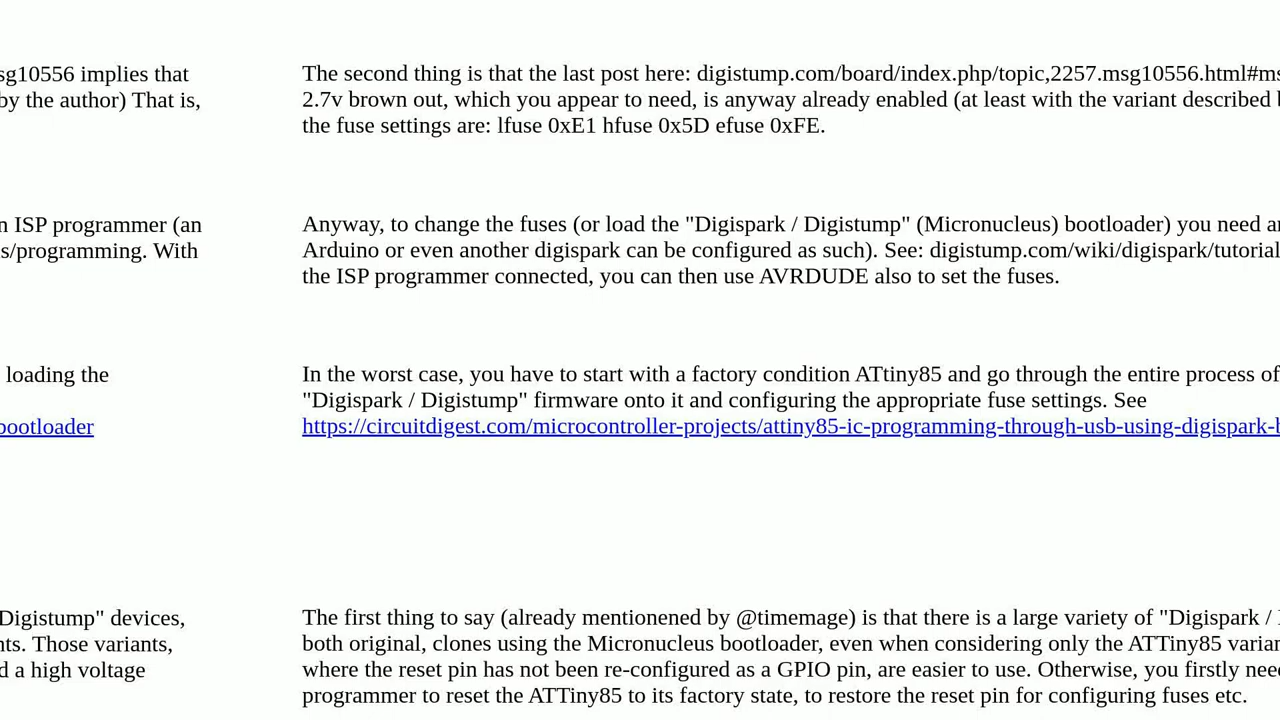 sg10556 implies that
by the author) That is,
n ISP programmer (an
ls/programming. With
loading the
bootloader
Digistump" devices,
nts. Those variants,
d a high voltage
The second thing is that the last post here: digistump.com/board/index.php/topic,2257.msg10556.html#ms
2.7v brown out, which you appear to need, is anyway already enabled (at least with the variant described b
the fuse settings are: lfuse 0xE1 hfuse 0x5D efuse 0xFE.
Anyway, to change the fuses (or load the "Digispark / Digistump" (Micronucleus) bootloader) you need an
Arduino or even another digispark can be configured as such). See: digistump.com/wiki/digispark/tutorial
the ISP programmer connected, you can then use AVRDUDE also to set the fuses.
In the worst case, you have to start with a factory condition ATtiny85 and go through the entire process of
"Digispark / Digistump" firmware onto it and configuring the appropriate fuse settings. See
https://circuitdigest.com/microcontroller-projects/attiny85-ic-programming-through-usb-using-digispark-b
The first thing to say (already mentionened by @timemage) is that there is a large variety of "Digispark /
both original, clones using the Micronucleus bootloader, even when considering only the ATTiny85 varian
where the reset pin has not been re-configured as a GPIO pin, are easier to use. Otherwise, you firstly nee
programmer to reset the ATTiny85 to its factory state, to restore the reset pin for configuring fuses etc.